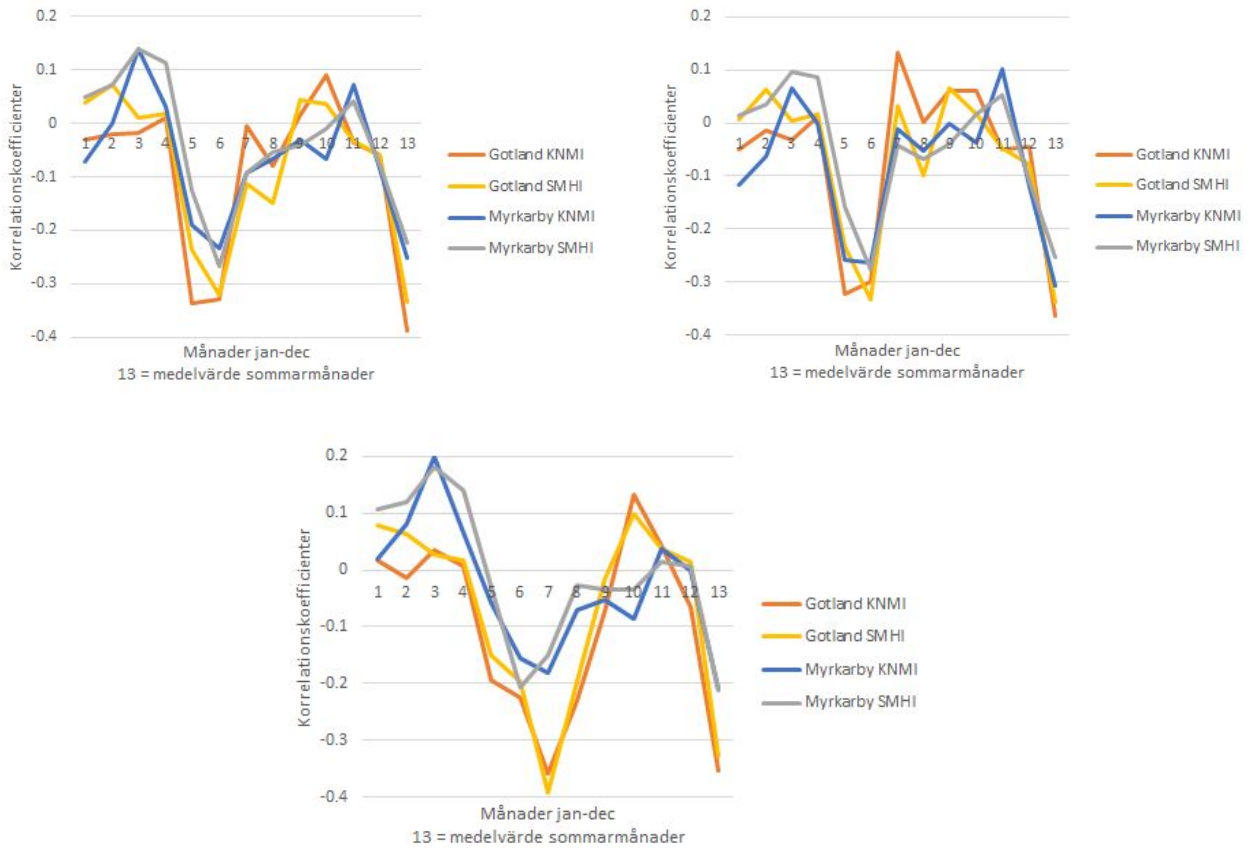 0.2
0.1
0
-0.1
-0.2
-0.3
-0.4
1 2 3 4 5 6 7 8 9 10 11 12 13
Korrelationskoefficienter
Månader jan-dec
13 = medelvärde sommarmånader
Gotland KNMI
Gotland SMHI
Myrkarby KNMI
Myrkarby SMHI
0.2
0.1
0
-0.1
-0.2
-0.3
-0.4
1 2 3 4 5 6 7 8 9 10 11 12 13
Korrelationskoefficienter
Månader jan-dec
13 = medelvärde sommarmånader
Gotland KNMI
Gotland SMHI
Myrkarby KNMI
Myrkarby SMHI
0.2
0.1
0
-0.1
-0.2
-0.3
-0.4
1 2 3 4 5 6 7 8 9 10 11 12 13
Korrelationskoefficienter
Månader jan-dec
13 = medelvärde sommarmånader
Gotland KNMI
Gotland SMHI
Myrkarby KNMI
Myrkarby SMHI